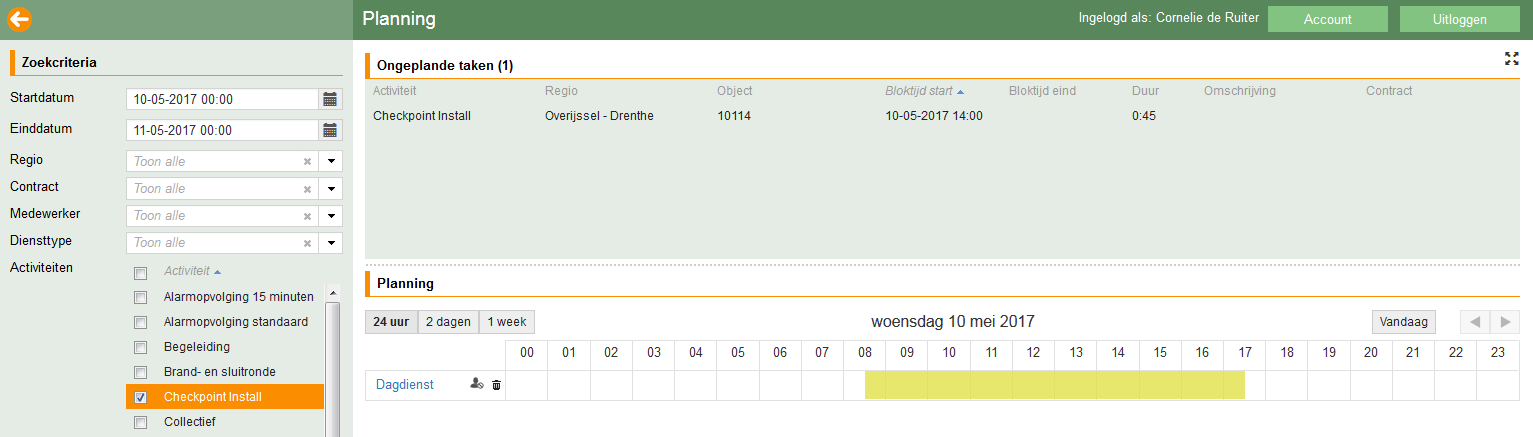 Planning
Ingelogd als: Cornelie de Ruiter
Account
Uitloggen
Zoekcriteria
Startdatum 10-05-2017 00:00
Einddatum 11-05-2017 00:00
Regio Toon alle
Contract Toon alle
Medewerker Toon alle
Diensttype Toon alle
Activiteiten Activiteit
Alarmopvolging 15 minuten
Alarmopvolging standaard
Begeleiding
Brand- en sluitronde
Checkpoint Install
Collectief
Ongeplande taken (1)
Activiteit Regio Object Bloktijd start Bloktijd eind Duur Omschrijving Contract
Checkpoint Install Overijssel - Drenthe 10114 10-05-2017 14:00 0:45
Planning
24 uur 2 dagen 1 week woensdag 10 mei 2017 Vandaag
00 01 02 03 04 05 06 07 08 09 10 11 12 13 14 15 16 17 18 19 20 21 22 23
Dagdienst